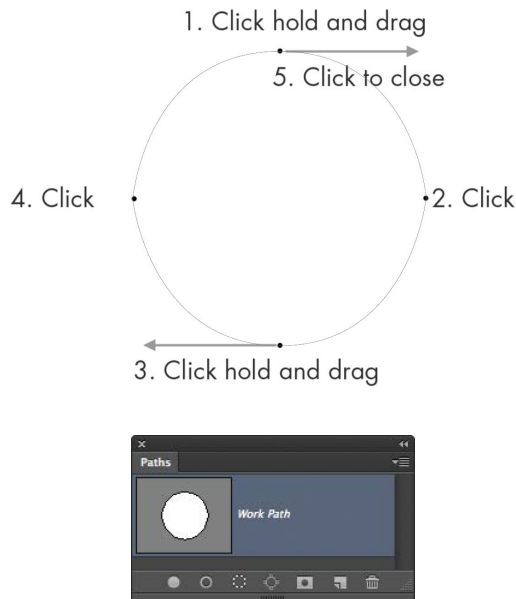 1. Click hold and drag
5. Click to close
4. Click
2. Click
3. Click hold and drag
Paths
Work Path